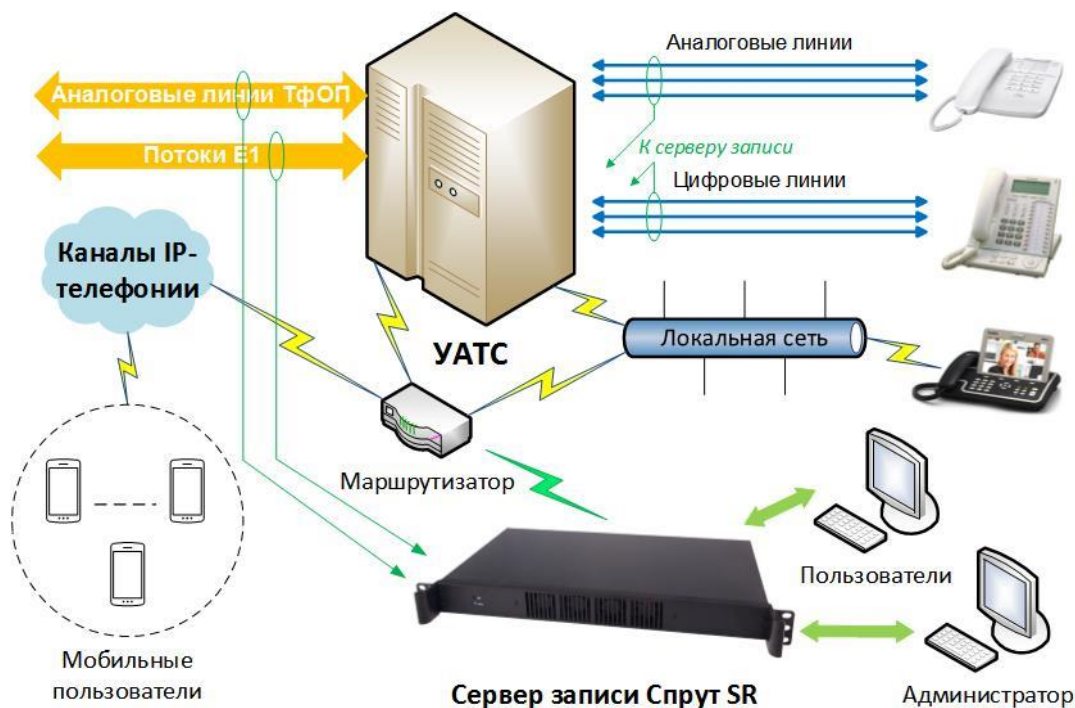 Аналоговые линии
Аналоговые линии ТфОП
К серверу записи
Потоки Е1
Цифровые линии
Каналы IP-
телефонии
УАТС
Локальная сеть
Маршрутизатор
Пользователи
Мобильные
пользователи
Сервер записи Спрут SR
Администратор